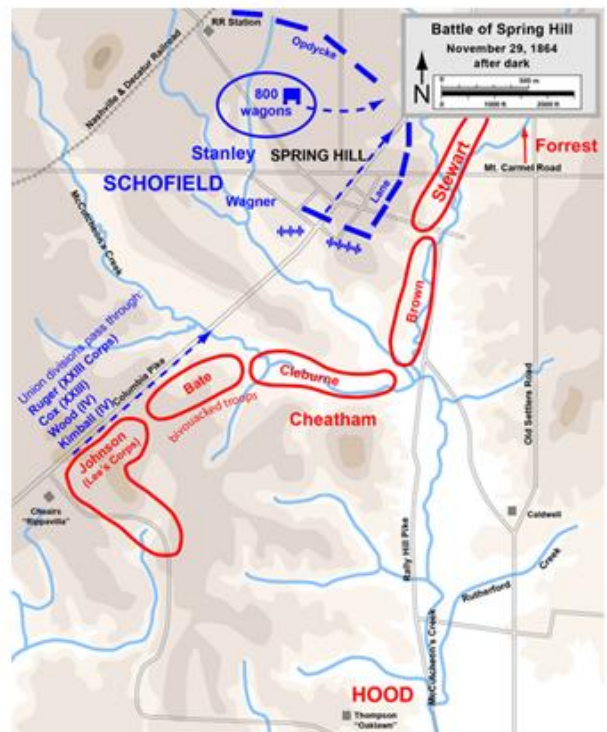 Battle of Spring Hill
November 29, 1864
after dark
N
0 500 m
0 1000 ft 2000 ft
RR Station
Opdycke
Nashville & Decatur Railroad
800
wagons
Stanley
SPRING HILL
SCHOFIELD
Wagner
Lane
Stewart
Forrest
Mt. Carmel Road
McCutcheon's Creek
Brown
Union divisions pass through:
Ruger (XXIII Corps)
Cox (XXIII)
Wood (IV)
Kimball (IV)
Columbia Pike
Bate
Cleburne
bivouacked troops
Cheatham
Johnson
(Lee's Corps)
Old Settlers Road
Cheairs
"Rippavilla"
Caldwell
Rally Hill Pike
Rutherford
Creek
McCutcheon's Creek
HOOD
Thompson
"Oaklawn"